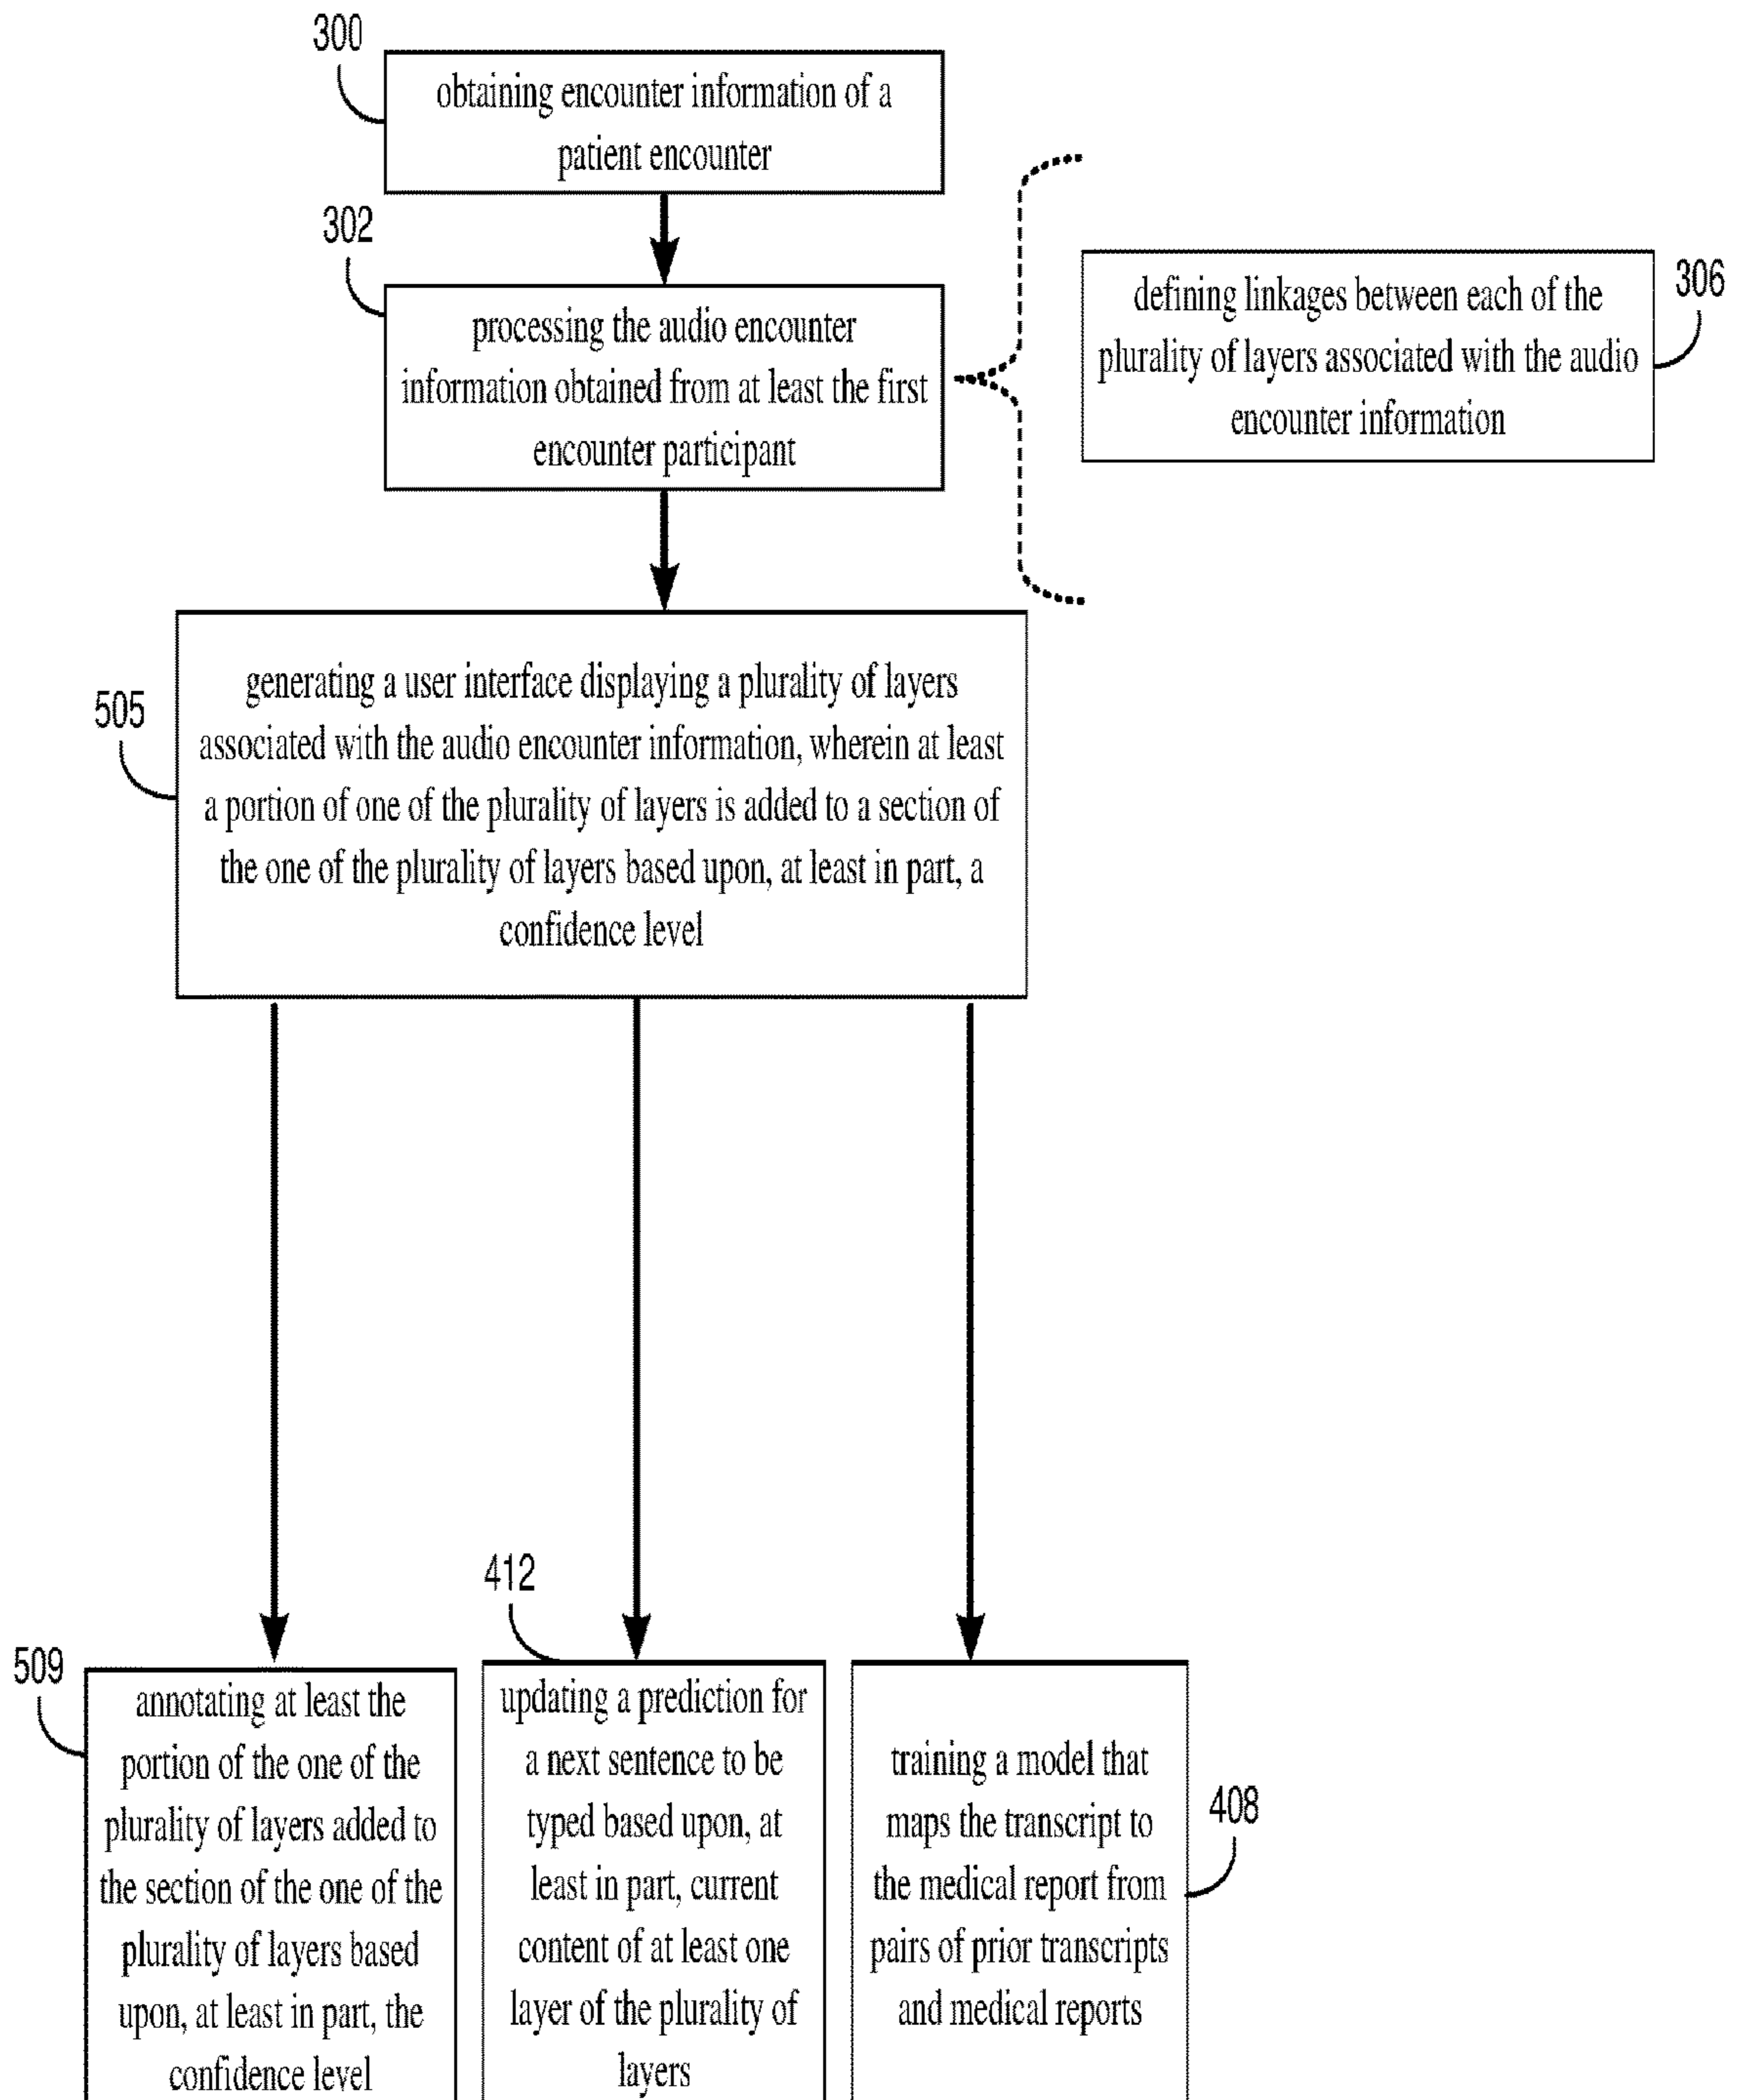 300
obtaining encounter information of a
patient encounter
302
processing the audio encounter
information obtained from at least the first
encounter participant
306
defining linkages between each of the
plurality of layers associated with the audio
encounter information
505
generating a user interface displaying a plurality of layers
associated with the audio encounter information, wherein at least
a portion of one of the plurality of layers is added to a section of
the one of the plurality of layers based upon, at least in part, a
confidence level
509
annotating at least the
portion of the one of the
plurality of layers added to
the section of the one of the
plurality of layers based
upon, at least in part, the
confidence level
412
updating a prediction for
a next sentence to be
typed based upon, at
least in part, current
content of at least one
layer of the plurality of
layers
training a model that
maps the transcript to
the medical report from
pairs of prior transcripts
and medical reports
408